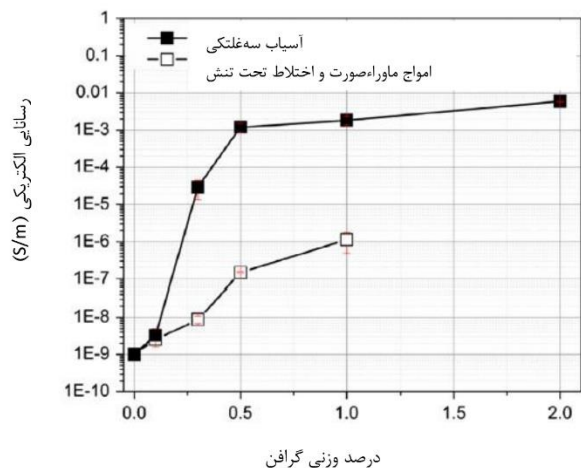 1
0.1
0.01
1E-3
1E-4
1E-5
1E-6
1E-7
1E-8
1E-9
1E-10
آسیاب سه‌غلتکی
امواج ماوراءصورت و اختلاط تحت تنش
رسانایی الکتریکی (S/m)
0.0 0.5 1.0 1.5 2.0
درصد وزنی گرافن